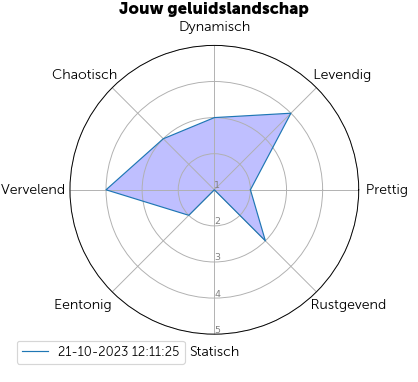 Jouw geluidslandschap
Dynamisch
Chaotisch
Levendig
Vervelend
Prettig
1
2
3
4
5
Eentonig
Rustgevend
Statisch
21-10-2023 12:11:25